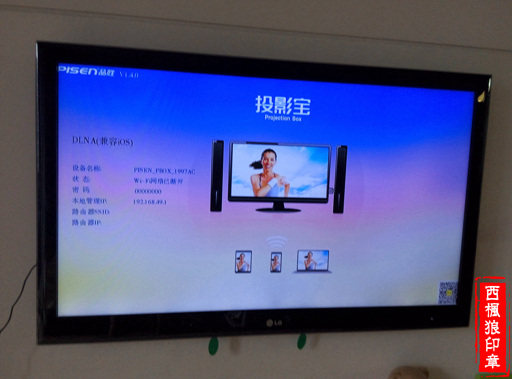 PISEN品胜 V1.A0
投影宝
Projection Box
DLNA(兼容iOS)
设备名称: PISEN_PBOX_1997AC
状 态: Wi-Fi网络已断开
密 码: 00000000
本地管理IP: 192.168.49.1
路由器SSID:
路由器IP:
LG
西楓狼印章